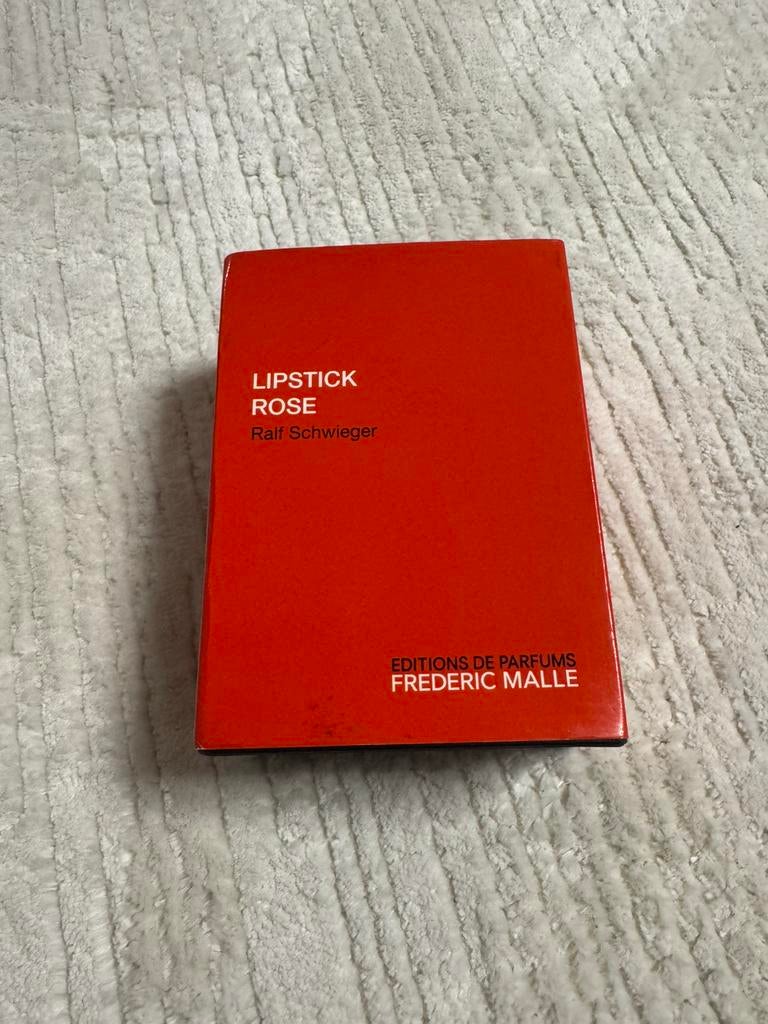 LIPSTICK
ROSE
Ralf Schwieger
EDITIONS DE PARFUMS
FREDERIC MALLE